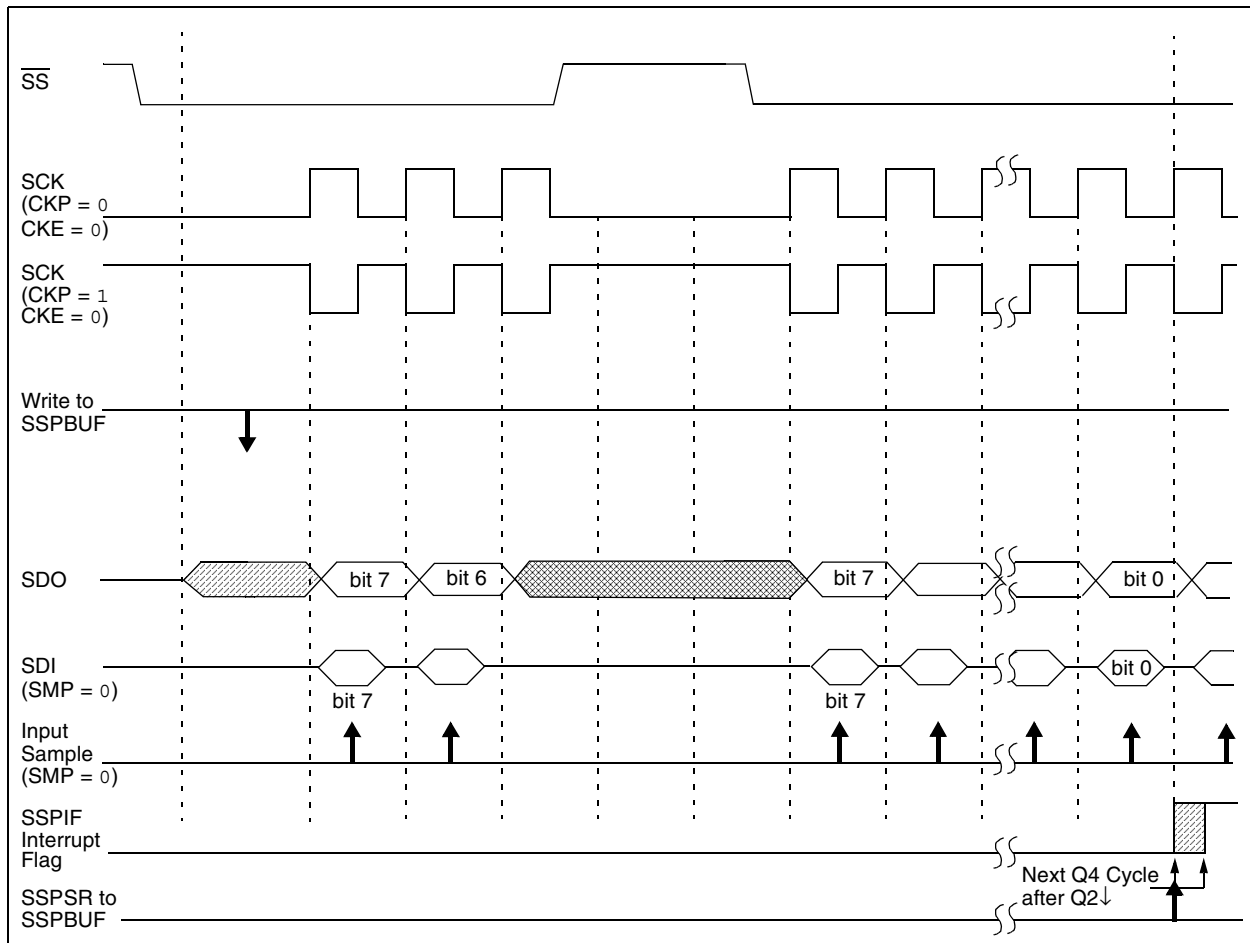 SS
SCK
(CKP = 0
CKE = 0)
SCK
(CKP = 1
CKE = 0)
Write to
SSPBUF
SDO
bit 7
bit 6
bit 7
bit 0
SDI
(SMP = 0)
bit 7
bit 7
bit 0
Input
Sample
(SMP = 0)
SSPIF
Interrupt
Flag
Next Q4 Cycle
after Q2↓
SSPSR to
SSPBUF